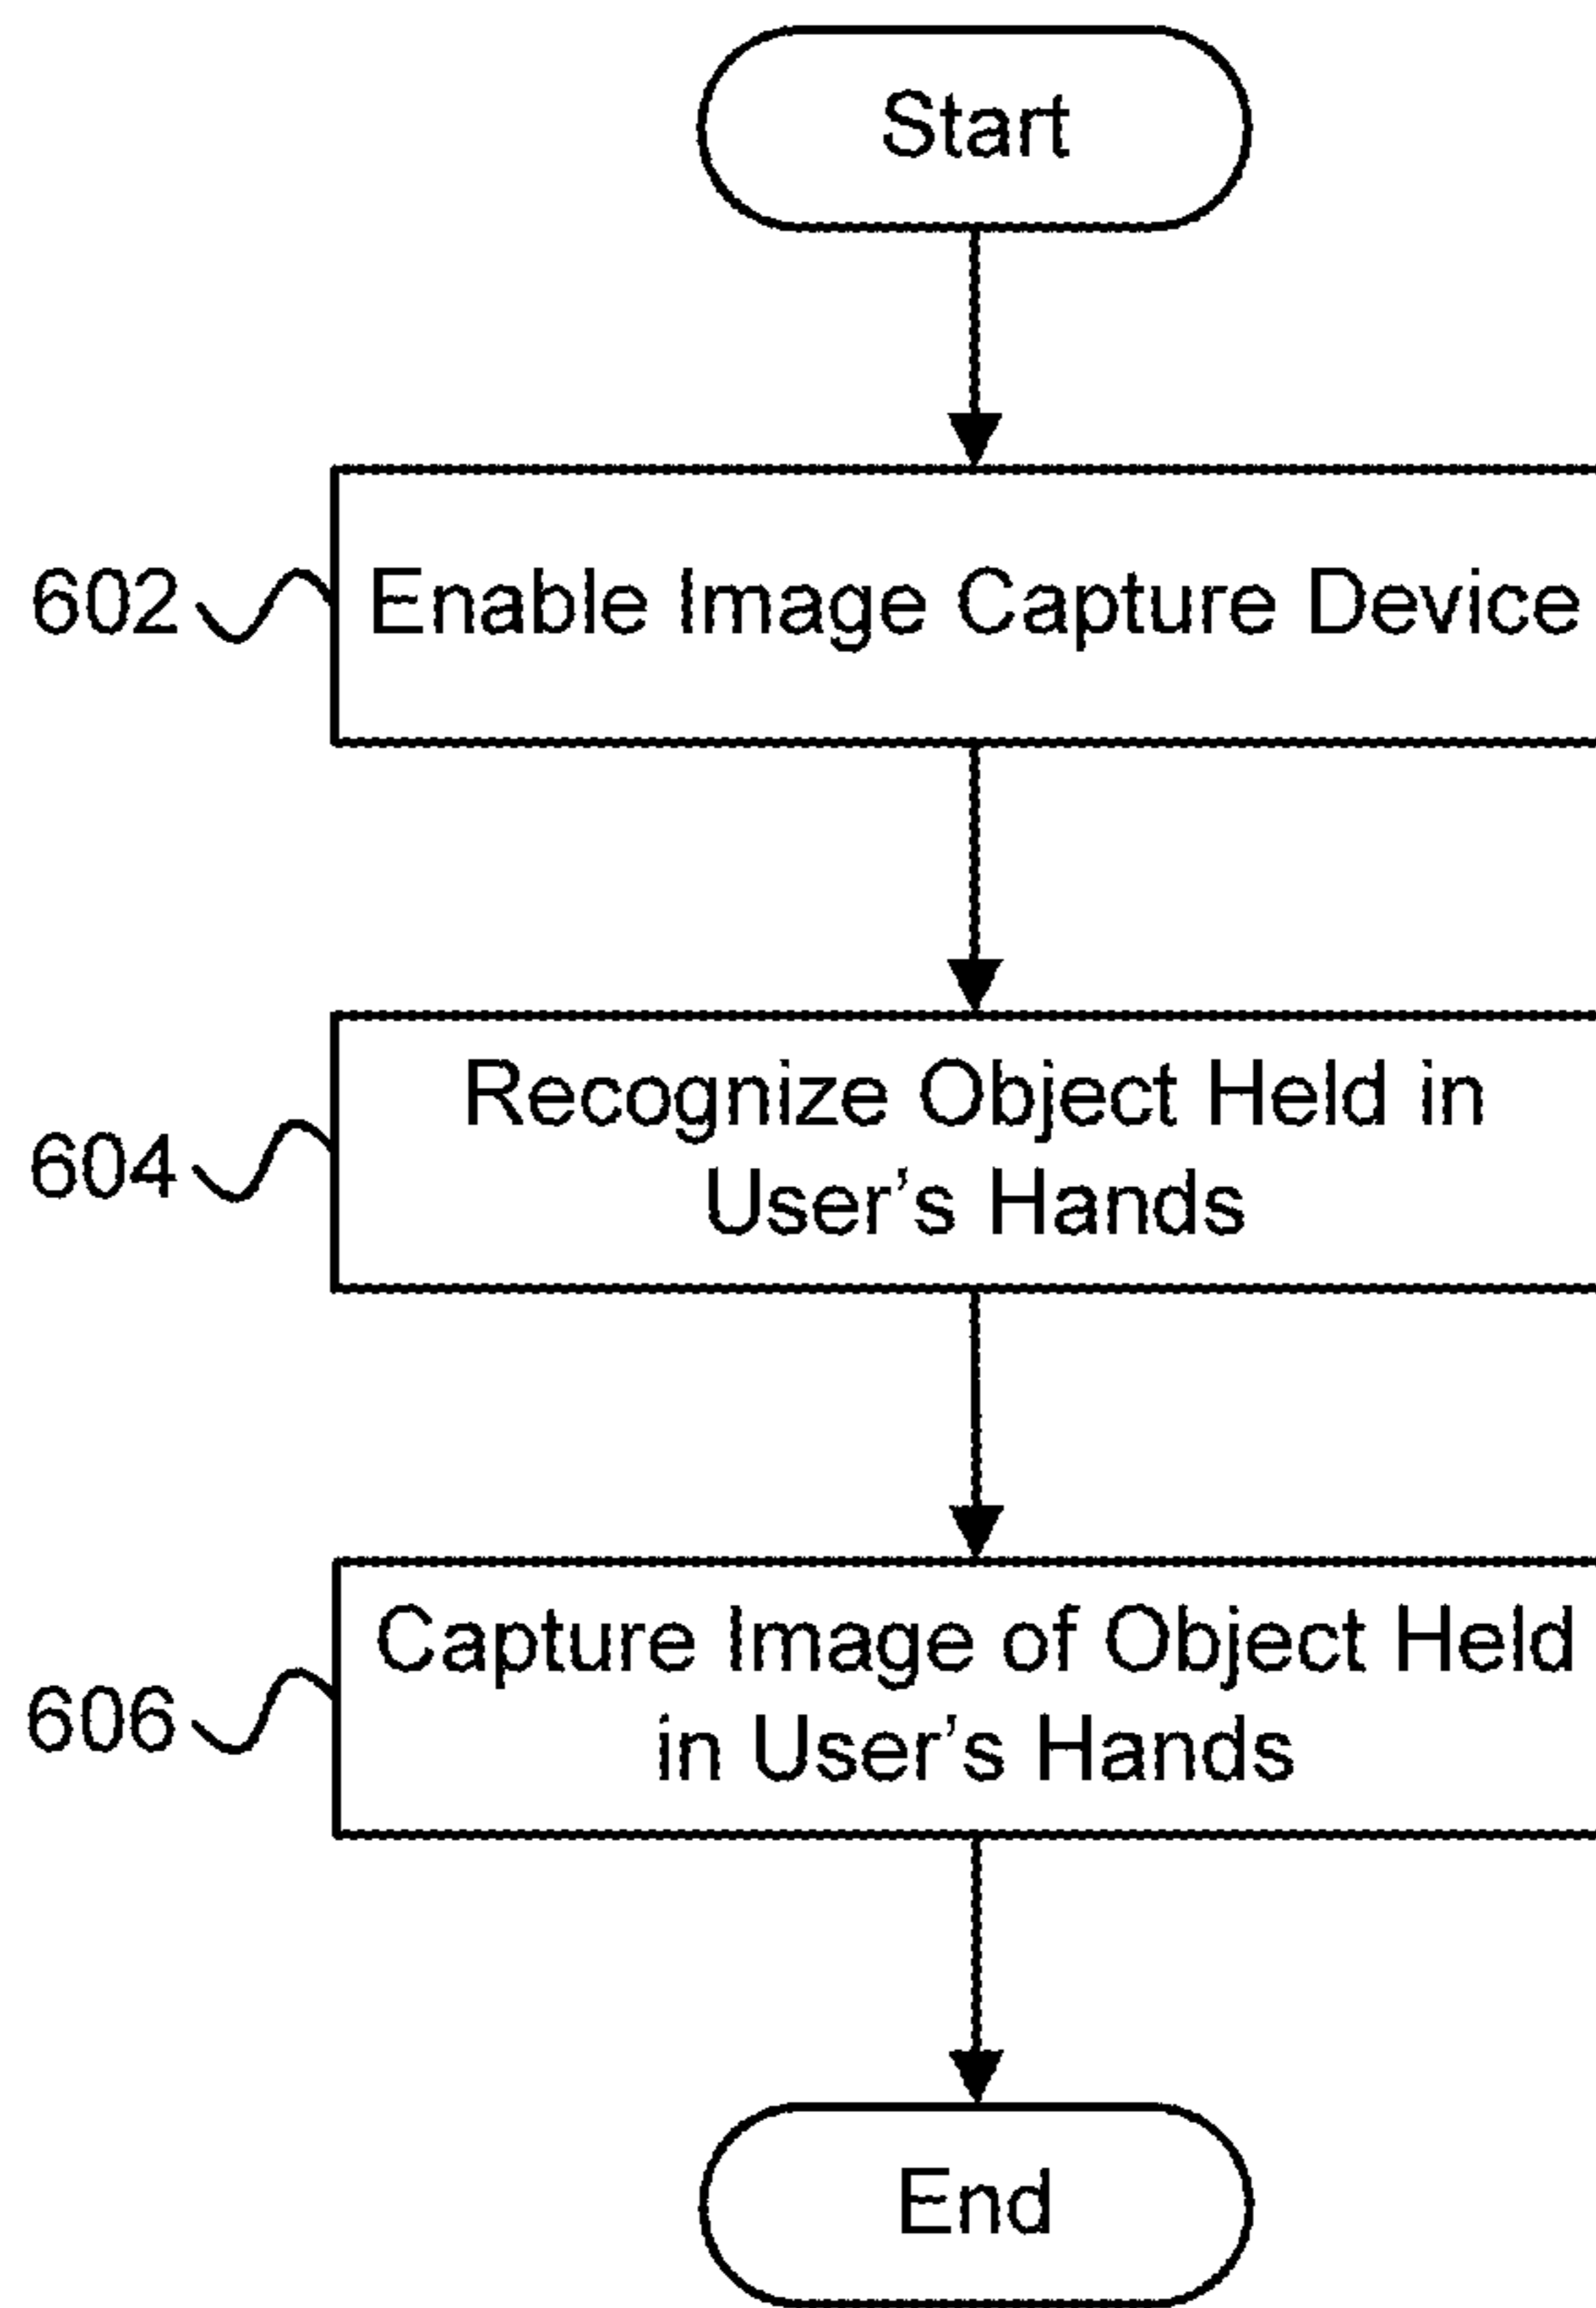 Start
602
Enable Image Capture Device
604
Recognize Object Held in
User's Hands
606
Capture Image of Object Held
in User's Hands
End